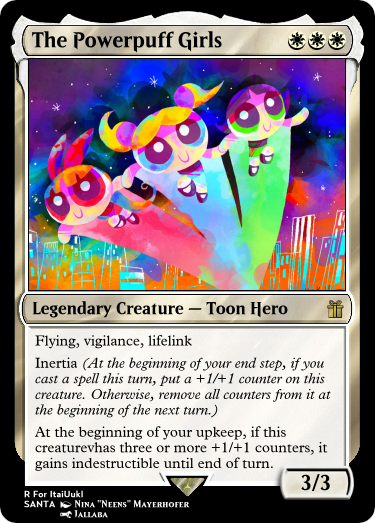 The Powerpuff Girls
Legendary Creature — Toon Hero
Flying, vigilance, lifelink
Inertia (At the beginning of your end step, if you
cast a spell this turn, put a +1/+1 counter on this
creature. Otherwise, remove all counters from it at
the beginning of the next turn.)
At the beginning of your upkeep, if this
creaturevhas three or more +1/+1 counters, it
gains indestructible until end of turn.
3/3
R For ItaiUukl
SANTA Nina "Neens" Mayerhofer
Jallaba